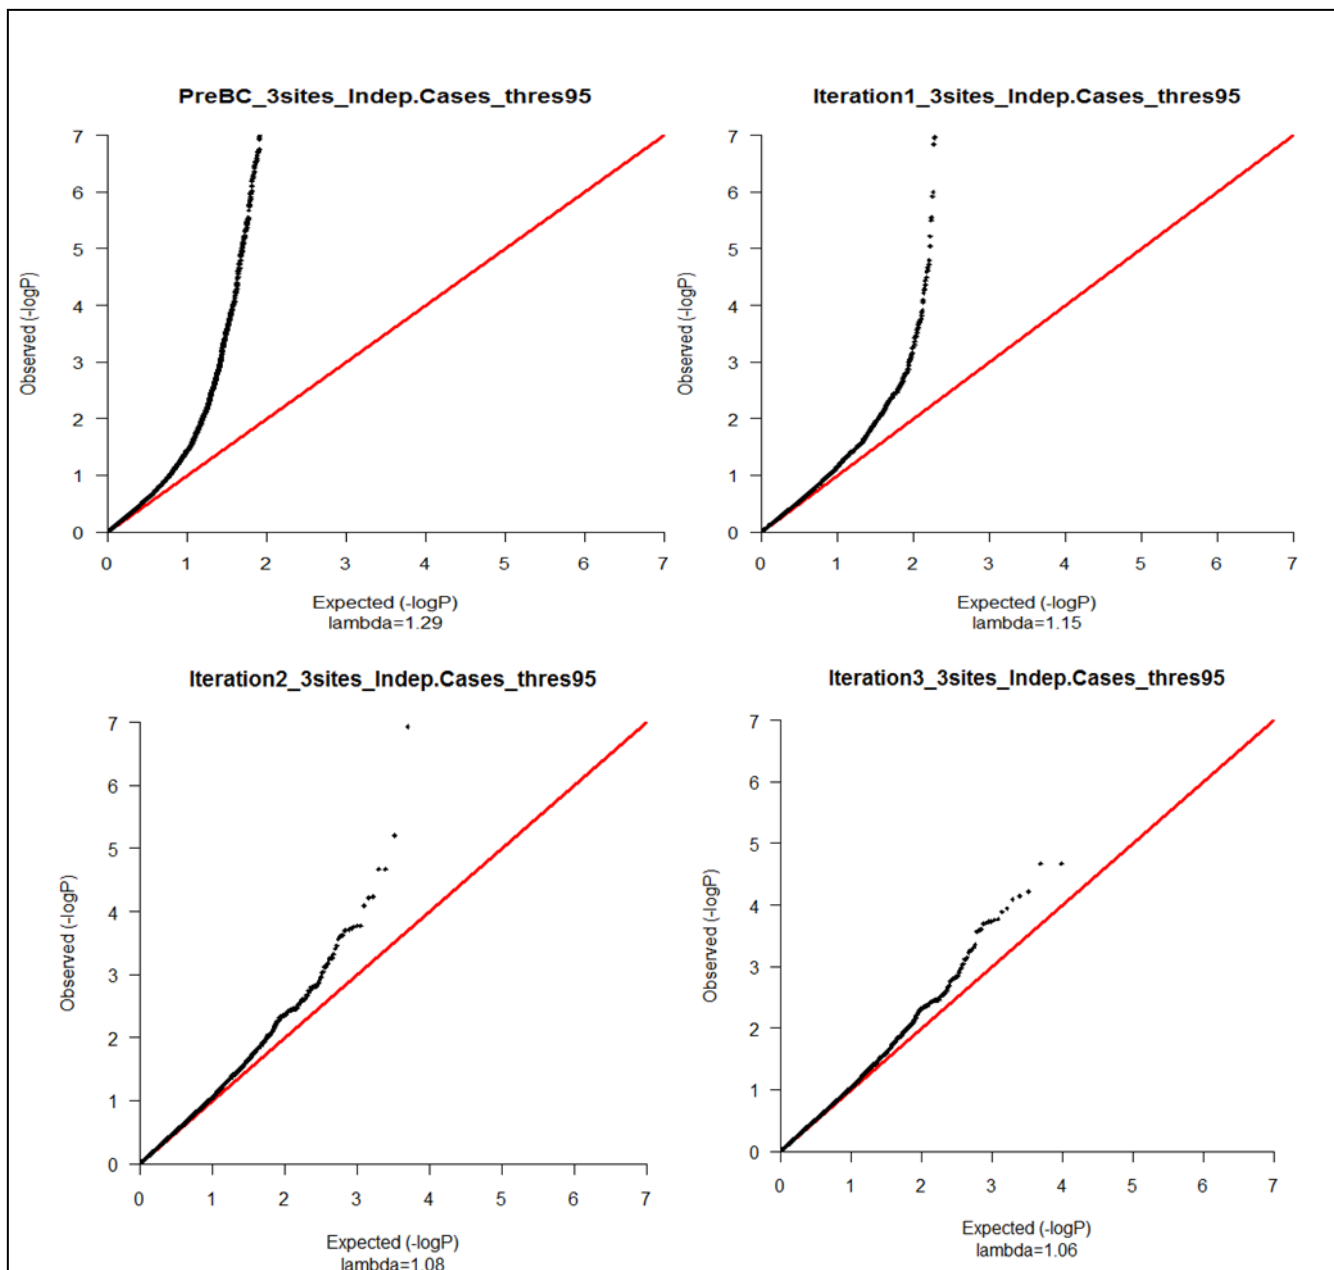 PreBC_3sites_Indep.Cases_thres95
7
6
5
4
3
2
1
0
Observed (-logP)
0 1 2 3 4 5 6 7
Expected (-logP)
lambda=1.29
Iteration1_3sites_Indep.Cases_thres95
7
6
5
4
3
2
1
0
Observed (-logP)
0 1 2 3 4 5 6 7
Expected (-logP)
lambda=1.15
Iteration2_3sites_Indep.Cases_thres95
7
6
5
4
3
2
1
0
Observed (-logP)
0 1 2 3 4 5 6 7
Expected (-logP)
lambda=1.08
Iteration3_3sites_Indep.Cases_thres95
7
6
5
4
3
2
1
0
Observed (-logP)
0 1 2 3 4 5 6 7
Expected (-logP)
lambda=1.06